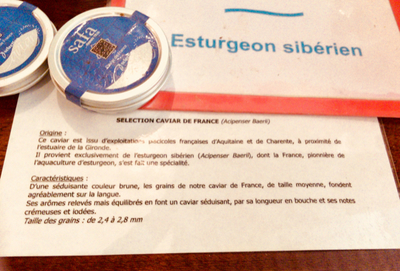 safa
Esturgeon sibérien
SELECTION CAVIAR DE FRANCE (Acipenser Baerii)
Origine :
Ce caviar est issu d'exploitations piscicoles françaises d'Aquitaine et de Charente, à proximité de
l'estuaire de la Gironde.
Il provient exclusivement de l'esturgeon sibérien (Acipenser Baerii), dont la France, pionnière de
l'aquaculture d'esturgeon, s'est fait une spécialité.
Caractéristiques :
D'une séduisante couleur brune, les grains de notre caviar de France, de taille moyenne, fondent
agréablement sur la langue.
Ses arômes relevés mais équilibrés en font un caviar séduisant, par sa longueur en bouche et ses notes
crémeuses et iodées.
Taille des grains : de 2,4 à 2,8 mm